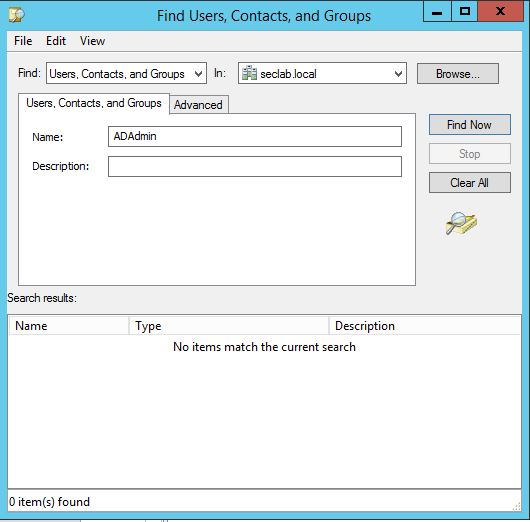 Find Users, Contacts, and Groups
File Edit View
Find: Users, Contacts, and Groups In: seclab.local Browse...
Users, Contacts, and Groups Advanced
Name: ADAdmin
Description:
Find Now
Stop
Clear All
Search results:
Name Type Description
No items match the current search
0 item(s) found